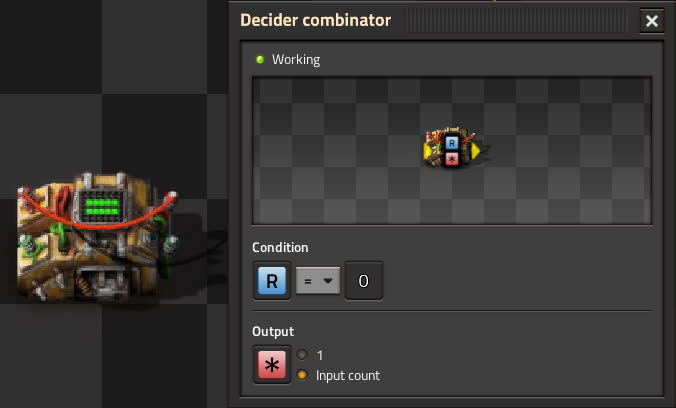 Decider combinator
Working
R
*
Condition
R = 0
Output
* 1
Input count